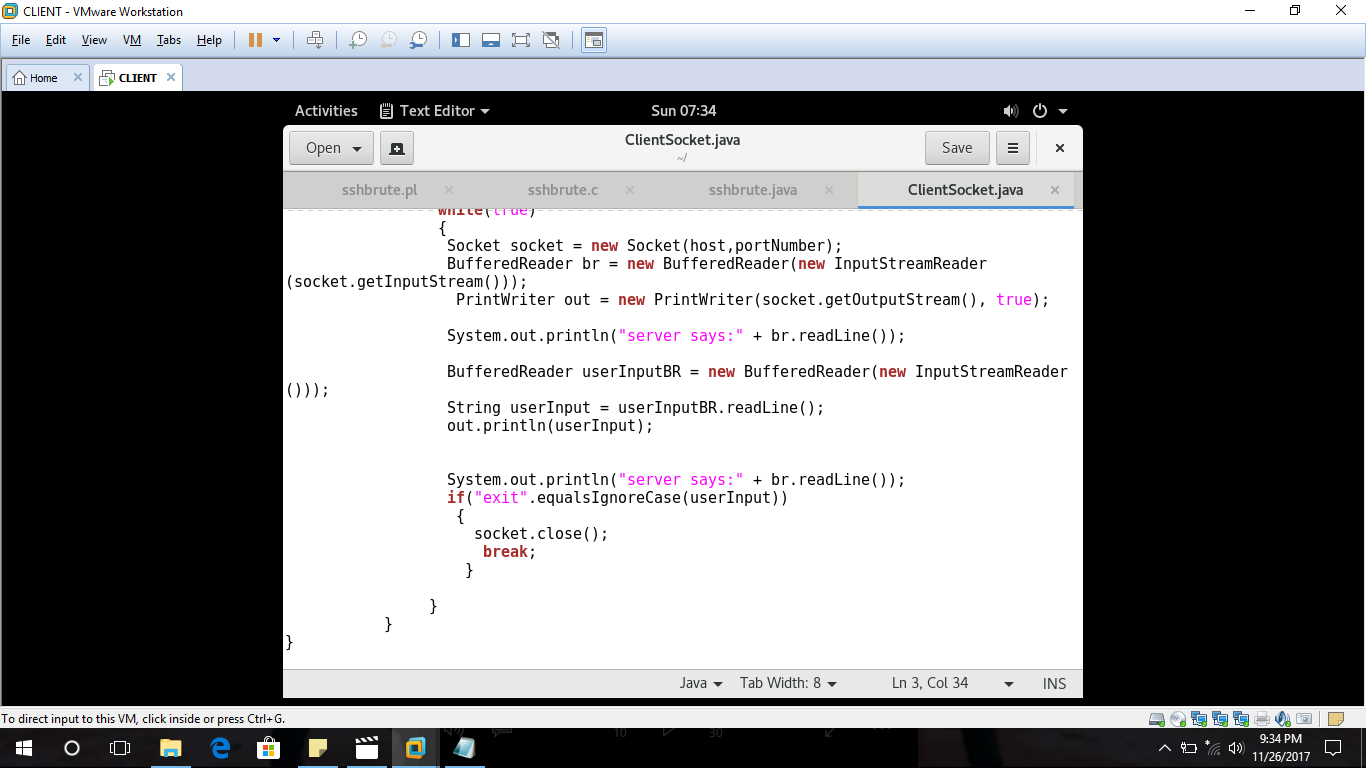 CLIENT - VMware Workstation
File Edit View VM Tabs Help
Home CLIENT
Activities Text Editor Sun 07:34
Open ClientSocket.java Save
~/
sshbrute.pl sshbrute.c sshbrute.java ClientSocket.java
while(true)
{
Socket socket = new Socket(host,portNumber);
BufferedReader br = new BufferedReader(new InputStreamReader
(socket.getInputStream()));
PrintWriter out = new PrintWriter(socket.getOutputStream(), true);
System.out.println("server says:" + br.readLine());
BufferedReader userInputBR = new BufferedReader(new InputStreamReader
()));
String userInput = userInputBR.readLine();
out.println(userInput);
System.out.println("server says:" + br.readLine());
if("exit".equalsIgnoreCase(userInput))
{
socket.close();
break;
}
}
}
}
Java Tab Width: 8 Ln 3, Col 34 INS
To direct input to this VM, click inside or press Ctrl+G.
10 30
9:34 PM
11/26/2017